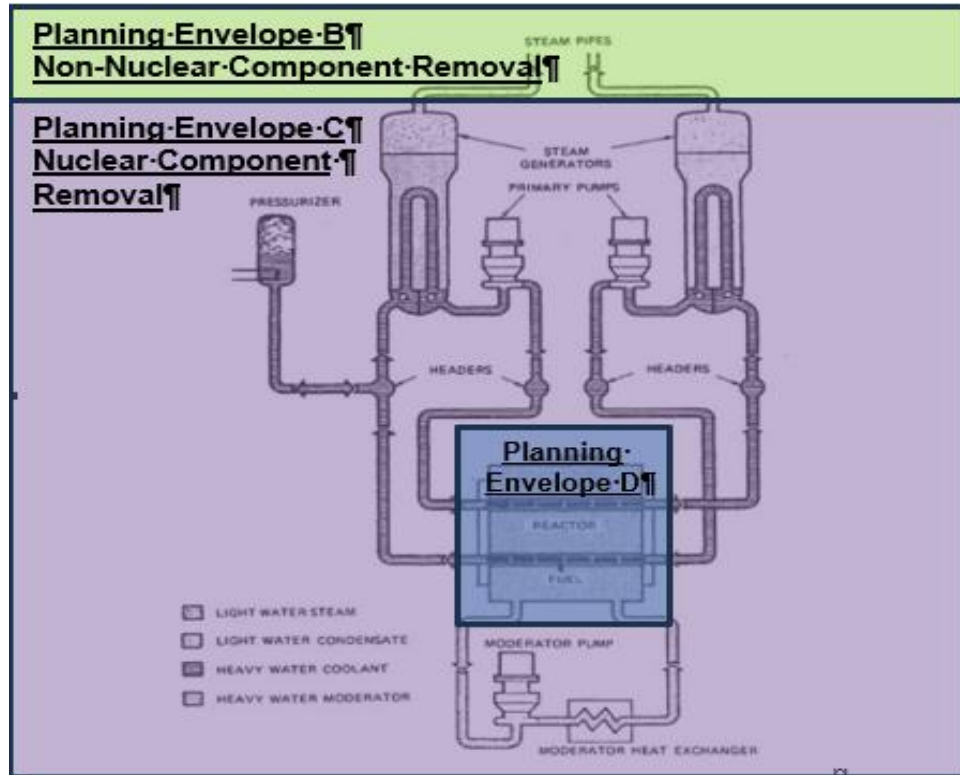 Planning·Envelope·B¶
Non-Nuclear·Component·Removal¶
STEAM PIPES
Planning·Envelope·C¶
Nuclear·Component·¶
Removal¶
STEAM
GENERATORS
PRIMARY PUMPS
PRESSURIZER
HEADERS
HEADERS
Planning·
Envelope·D¶
REACTOR
FUEL
LIGHT WATER STEAM
LIGHT WATER CONDENSATE
HEAVY WATER COOLANT
HEAVY WATER MODERATOR
MODERATOR PUMP
MODERATOR HEAT EXCHANGER